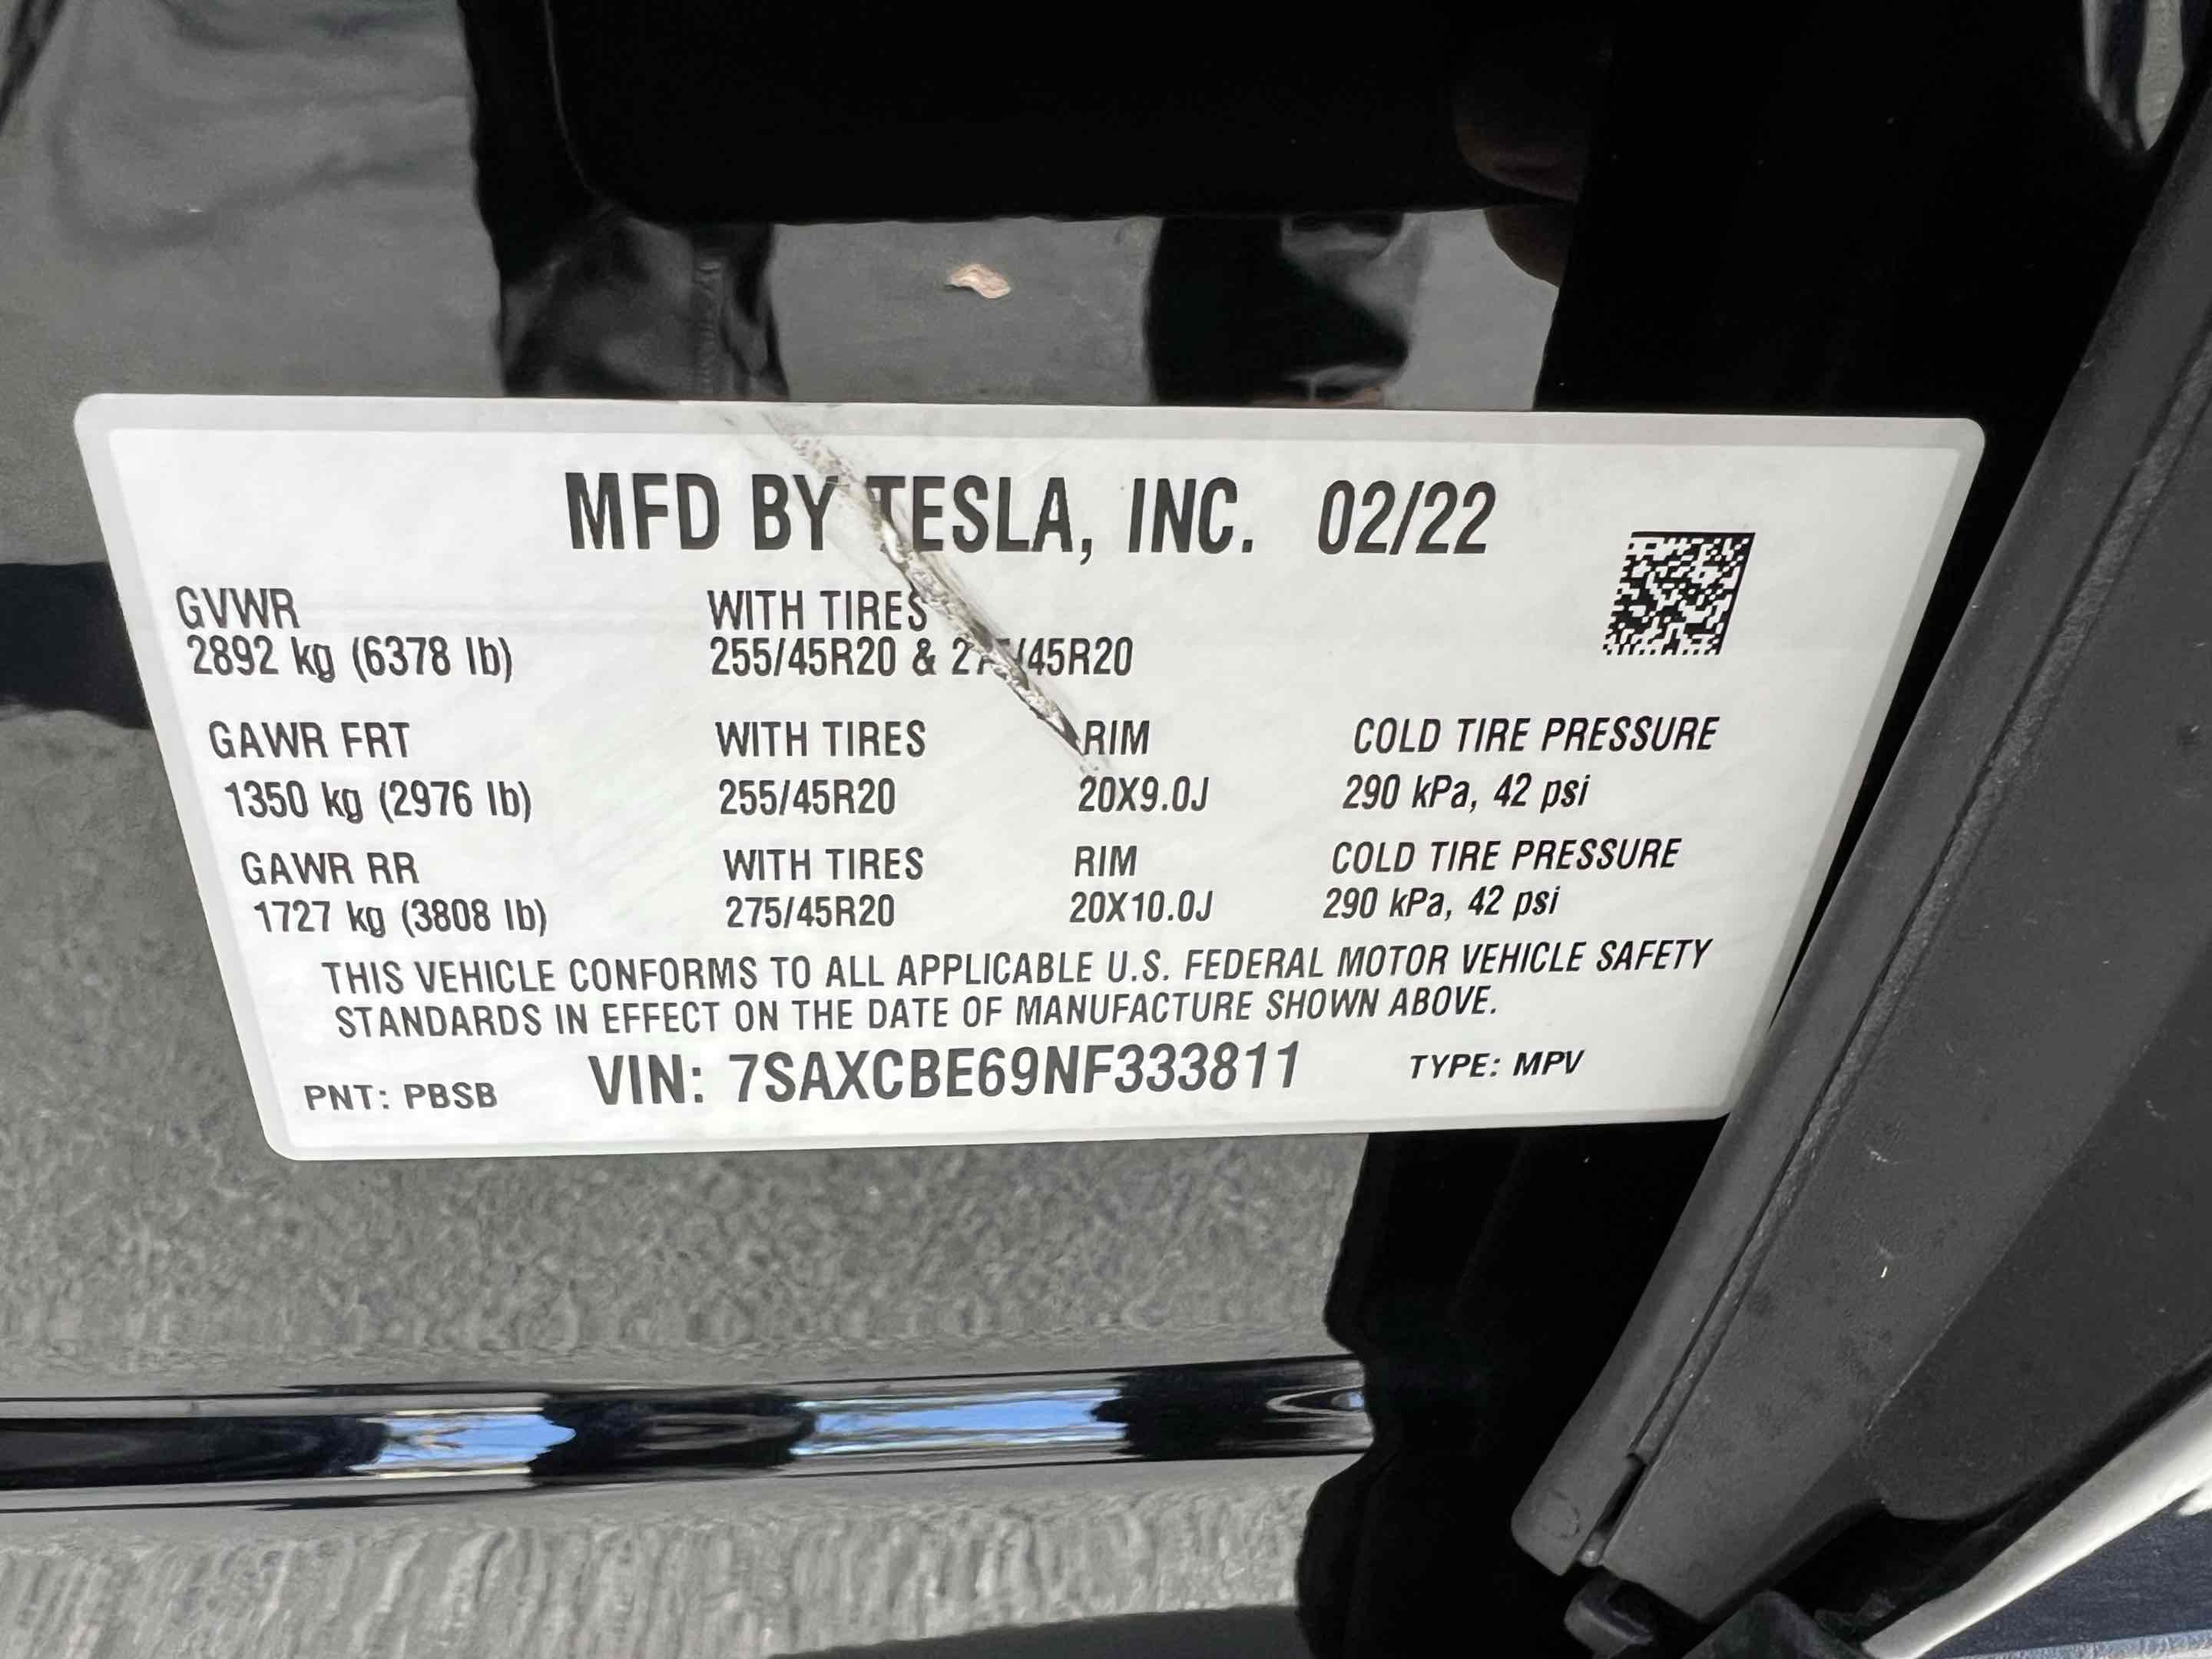 MFD BY TESLA, INC. 02/22
GVWR WITH TIRES
2892 kg (6378 lb) 255/45R20 &
GAWR FRT WITH TIRES RIM COLD TIRE PRESSURE
1350 kg (2976 lb) 255/45R20 20X9.0J 290 kPa, 42 psi
GAWR RR WITH TIRES RIM COLD TIRE PRESSURE
1727 kg (3808 lb) 275/45R20 20X10.0J 290 kPa, 42 psi
THIS VEHICLE CONFORMS TO ALL APPLICABLE U.S. FEDERAL MOTOR VEHICLE SAFETY
STANDARDS IN EFFECT ON THE DATE OF MANUFACTURE SHOWN ABOVE.
PNT: PBSB VIN: 7SAXCBE69NF333811 TYPE: MPV